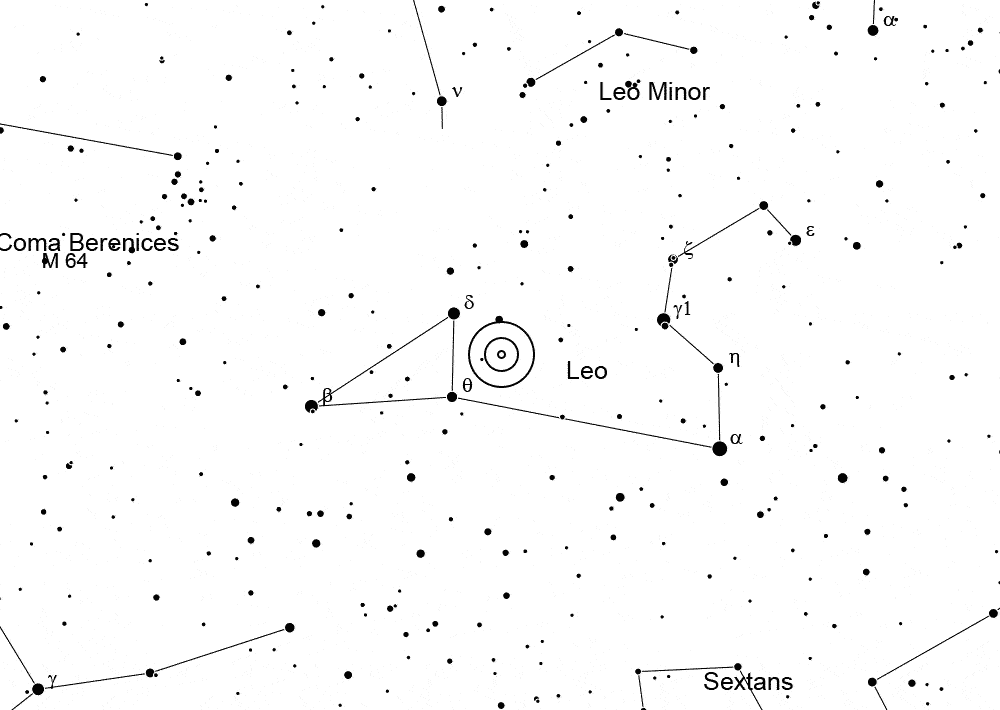 α
ν
Leo Minor
ε
Coma Berenices
ζ
M 64
δ
γ1
η
Leo
θ
β
α
γ
Sextans